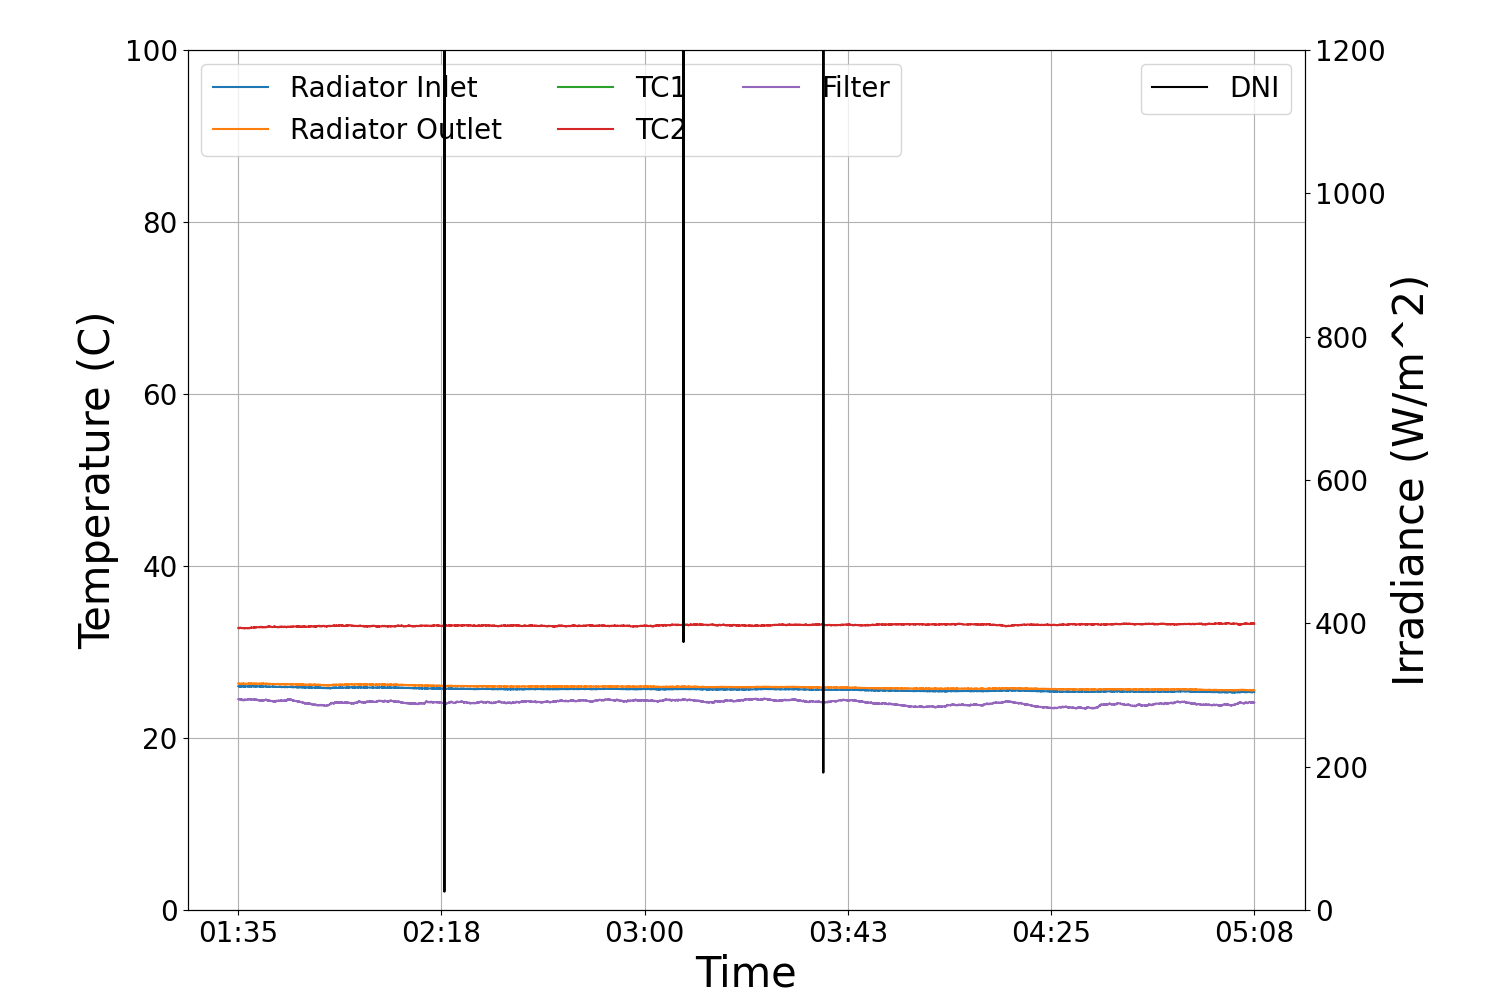 100
80
60
40
20
0
Temperature (C)
Radiator Inlet
Radiator Outlet
TC1
TC2
Filter
DNI
1200
1000
800
600
400
200
0
Irradiance (W/m^2)
01:35 02:18 03:00 03:43 04:25 05:08
Time